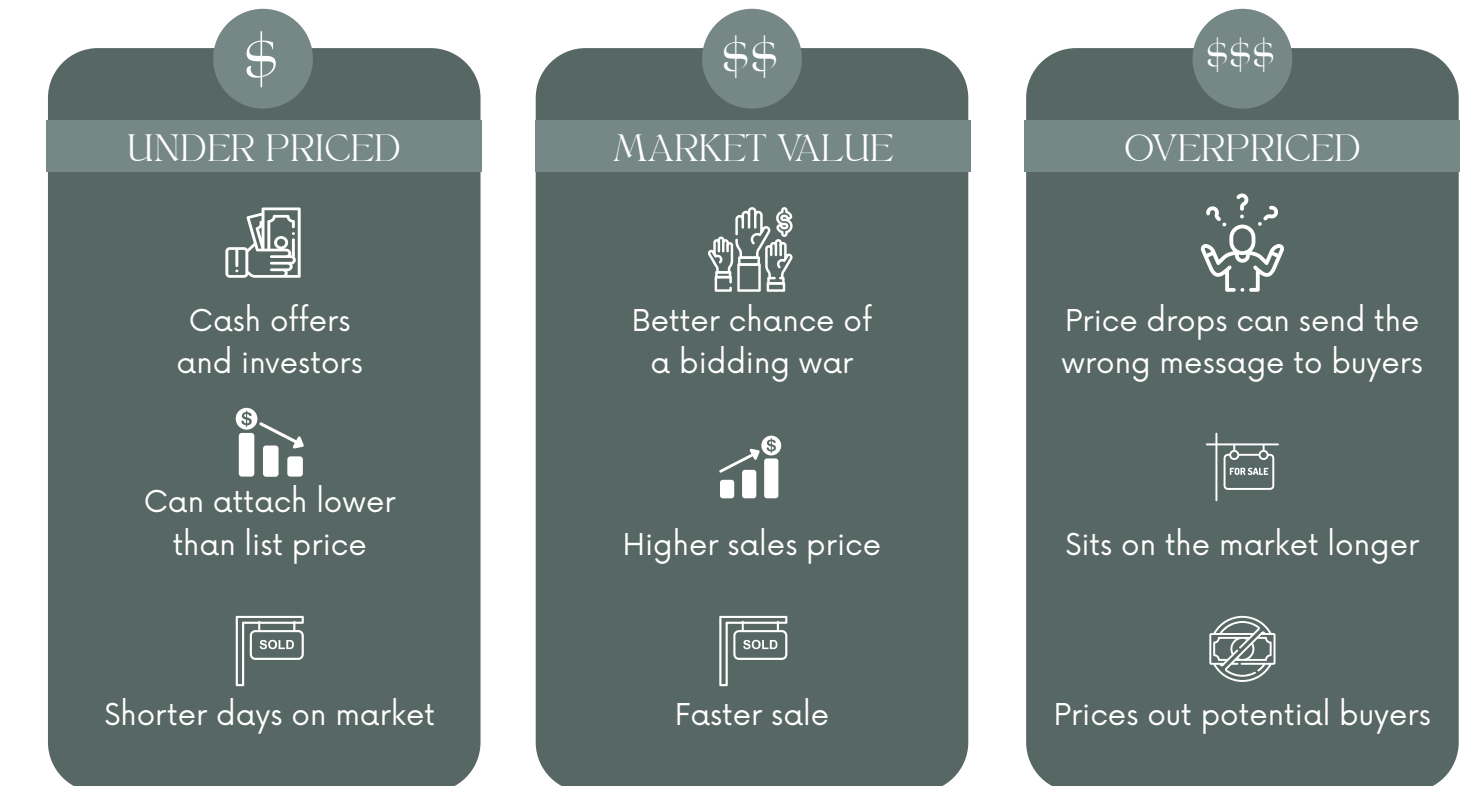 $
UNDER PRICED
Cash offers
and investors
$
Can attach lower
than list price
SOLD
Shorter days on market
$$
MARKET VALUE
$
Better chance of
a bidding war
$
Higher sales price
SOLD
Faster sale
$$$
OVERPRICED
? ? ?
Price drops can send the
wrong message to buyers
FOR SALE
Sits on the market longer
Prices out potential buyers